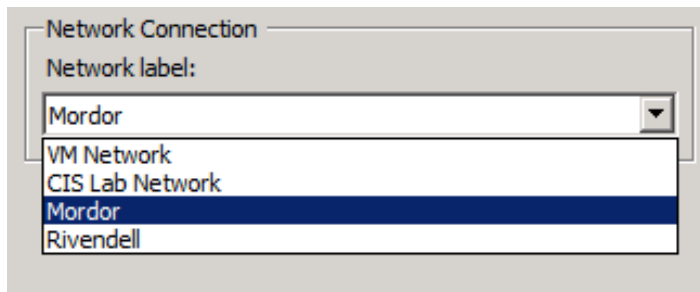 Network Connection
Network label:
Mordor
VM Network
CIS Lab Network
Mordor
Rivendell